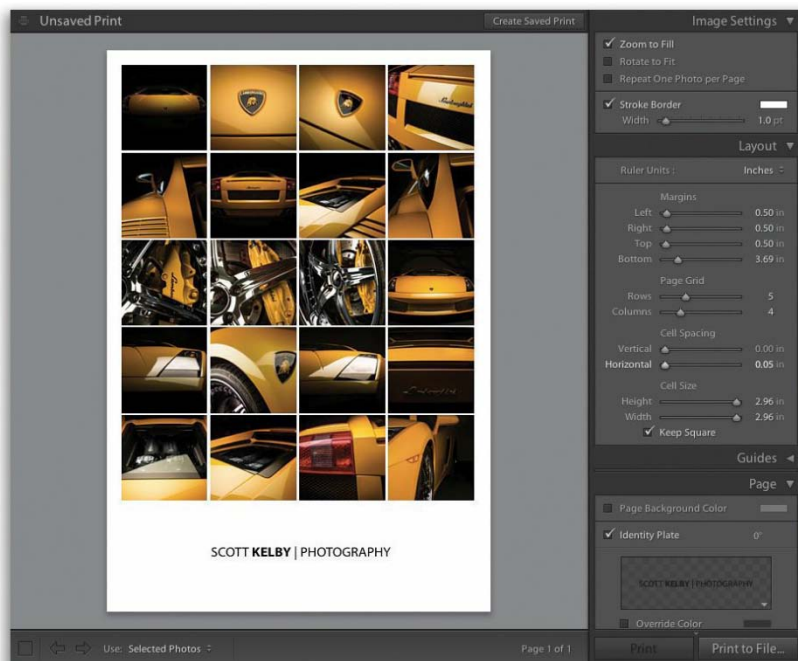 Unsaved Print
Create Saved Print
Lamborghini
SCOTT KELBY | PHOTOGRAPHY
Use: Selected Photos
Page 1 of 1
Image Settings
Zoom to Fill
Rotate to Fit
Repeat One Photo per Page
Stroke Border
Width 1.0 pt
Layout
Ruler Units : Inches
Margins
Left 0.50 in
Right 0.50 in
Top 0.50 in
Bottom 3.69 in
Page Grid
Rows 5
Columns 4
Cell Spacing
Vertical 0.00 in
Horizontal 0.05 in
Cell Size
Height 2.96 in
Width 2.96 in
Keep Square
Guides
Page
Page Background Color
Identity Plate 0°
SCOTT KELBY | PHOTOGRAPHY
Override Color
Print
Print to File...